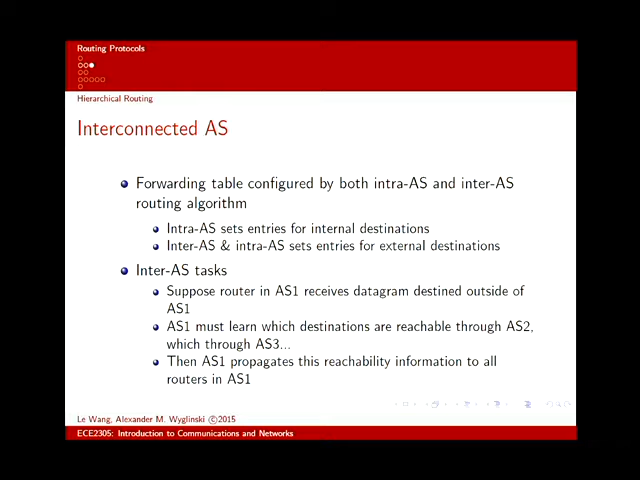 Routing Protocols
Hierarchical Routing
Interconnected AS
Forwarding table configured by both intra-AS and inter-AS
routing algorithm
Intra-AS sets entries for internal destinations
Inter-AS & intra-AS sets entries for external destinations
Inter-AS tasks
Suppose router in AS1 receives datagram destined outside of
AS1
AS1 must learn which destinations are reachable through AS2,
which through AS3...
Then AS1 propagates this reachability information to all
routers in AS1
Le Wang, Alexander M. Wyglinski ©2015
ECE2305: Introduction to Communications and Networks